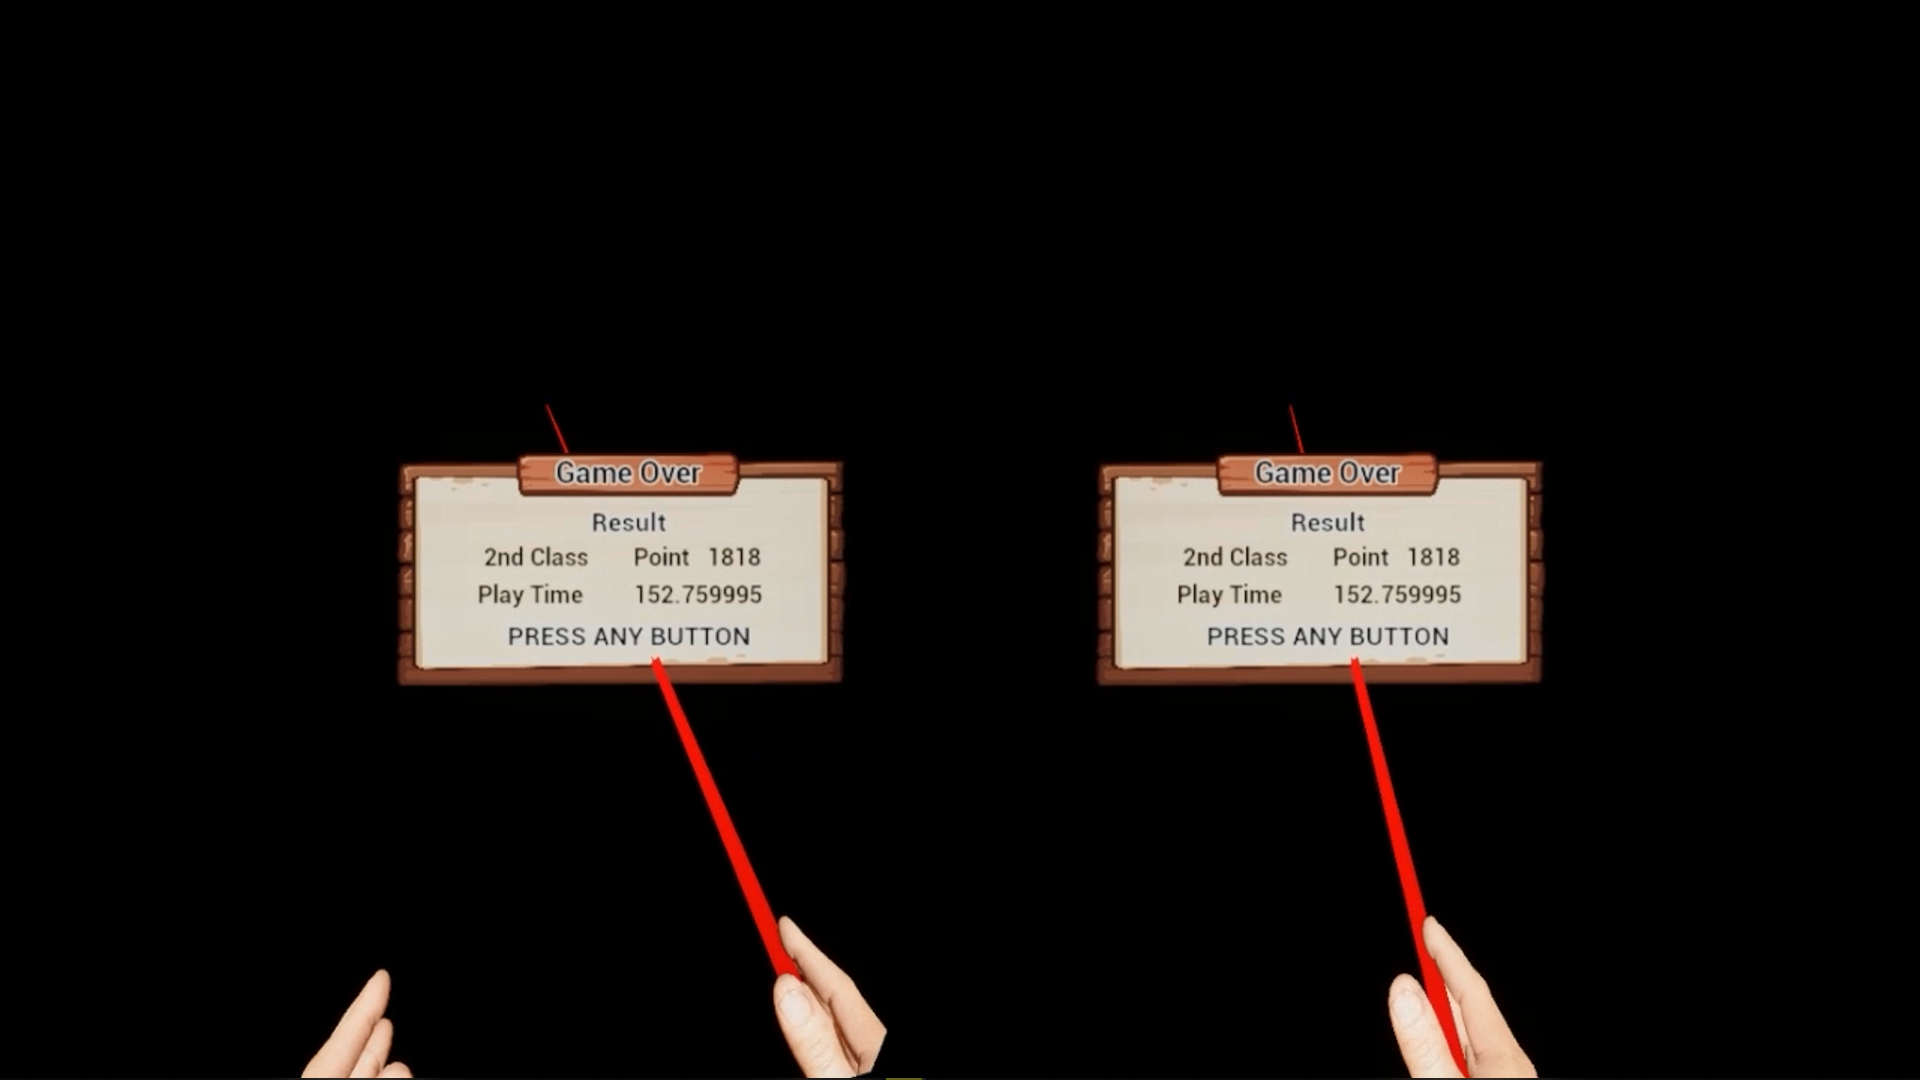 Game Over
Result
2nd Class Point 1818
Play Time 152.759995
PRESS ANY BUTTON
Game Over
Result
2nd Class Point 1818
Play Time 152.759995
PRESS ANY BUTTON